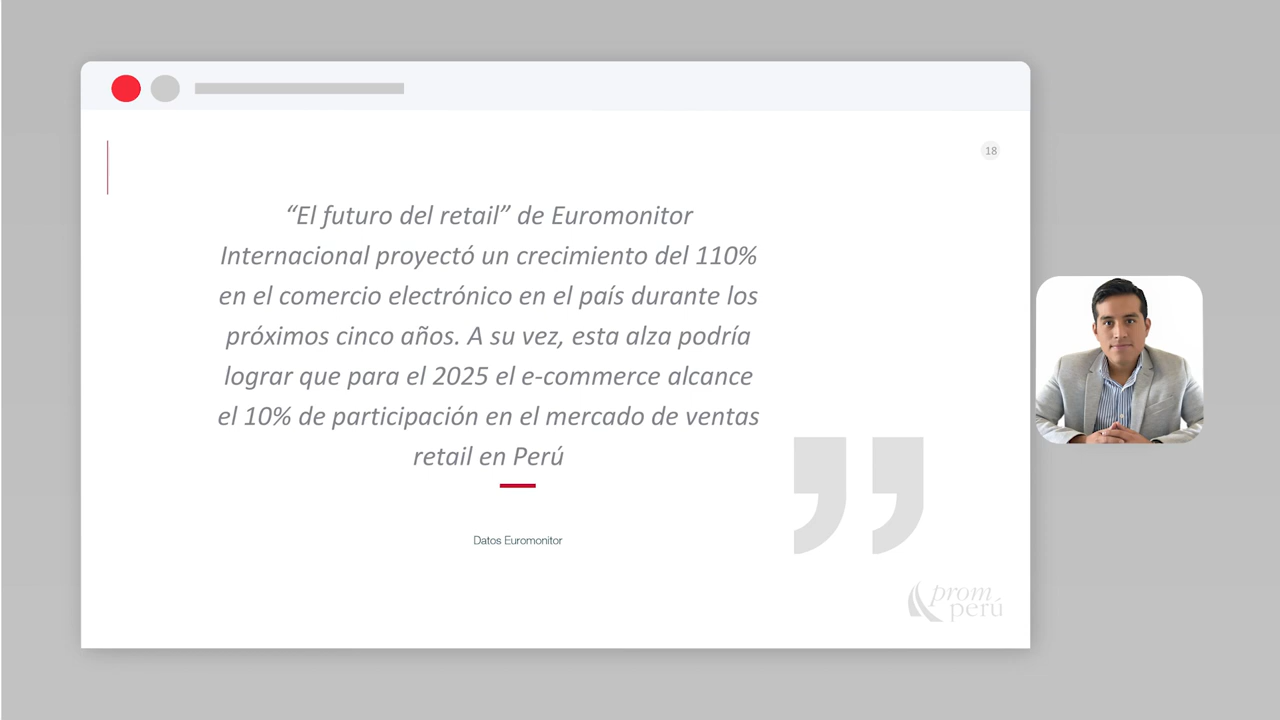 18
“El futuro del retail” de Euromonitor
Internacional proyectó un crecimiento del 110%
en el comercio electrónico en el país durante los
próximos cinco años. A su vez, esta alza podría
lograr que para el 2025 el e-commerce alcance
el 10% de participación en el mercado de ventas
retail en Perú
Datos Euromonitor
prom
perú